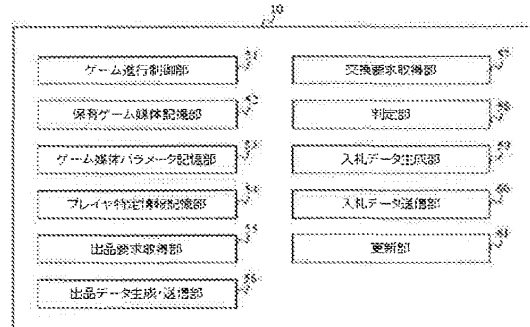 10
51
ゲーム進行制御部
52
保有ゲーム媒体記憶部
53
ゲーム媒体パラメータ記憶部
54
プレイヤ特定情報記憶部
55
出品要求取得部
56
出品データ生成・送信部
57
交換要求取得部
58
判定部
59
入札データ生成部
60
入札データ送信部
61
更新部